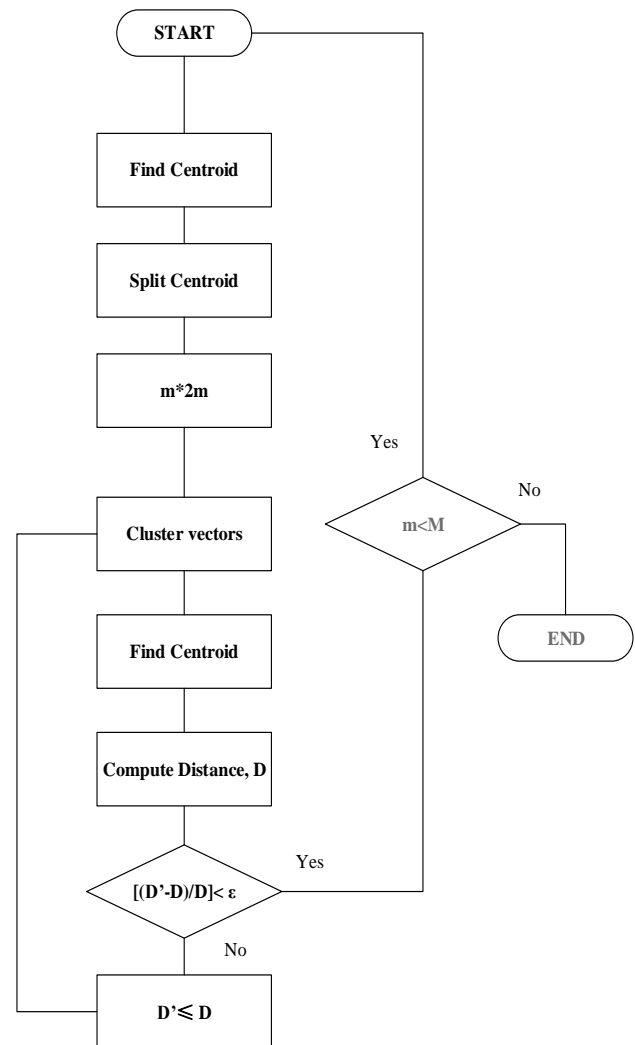 START
Find Centroid
Split Centroid
m*2m
Yes
No
Cluster vectors
m<M
Find Centroid
END
Compute Distance, D
Yes
[(D’-D)/D]< ε
No
D’≤ D